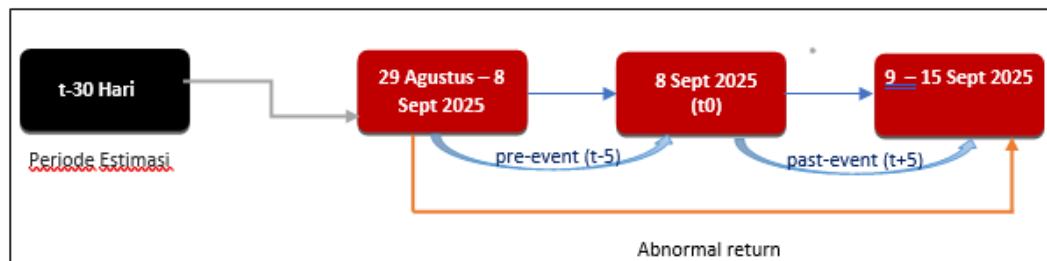 t-30 Hari
Periode Estimasi
29 Agustus – 8
Sept 2025
8 Sept 2025
(t0)
9 – 15 Sept 2025
pre-event (t-5)
past-event (t+5)
Abnormal return